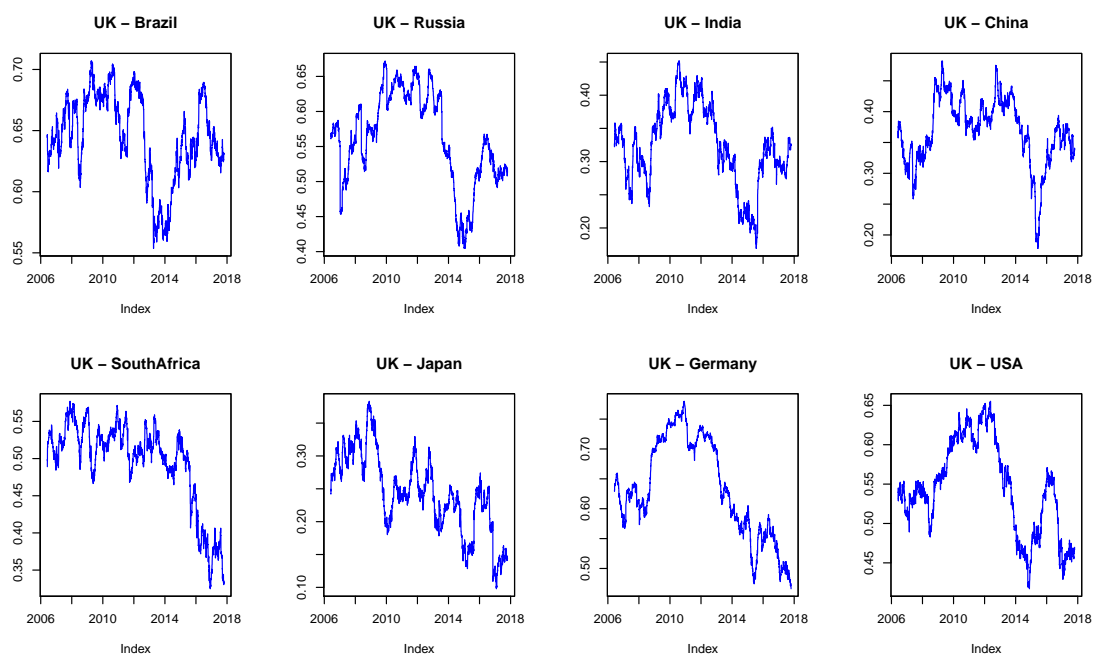 UK – Brazil
0.55 0.60 0.65 0.70
2006 2010 2014 2018
Index
UK – Russia
0.40 0.45 0.50 0.55 0.60 0.65
2006 2010 2014 2018
Index
UK – India
0.20 0.30 0.40
2006 2010 2014 2018
Index
UK – China
0.20 0.30 0.40
2006 2010 2014 2018
Index
UK – SouthAfrica
0.35 0.40 0.45 0.50 0.55
2006 2010 2014 2018
Index
UK – Japan
0.10 0.20 0.30
2006 2010 2014 2018
Index
UK – Germany
0.50 0.60 0.70
2006 2010 2014 2018
Index
UK – USA
0.45 0.50 0.55 0.60 0.65
2006 2010 2014 2018
Index